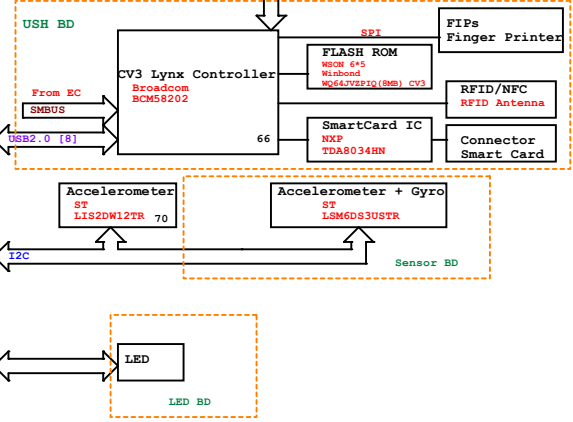 USH BD
SPI
FIPs
Finger Printer
FLASH ROM
WSON 6*5
Winbond
WQ64JVZPIQ(8MB) CV3
CV3 Lynx Controller
Broadcom
BCM58202
From EC
SMBUS
RFID/NFC
RFID Antenna
USB2.0 [8]
66
SmartCard IC
NXP
TDA8034HN
Connector
Smart Card
Accelerometer
ST
LIS2DW12TR
70
Accelerometer + Gyro
ST
LSM6DS3USTR
I2C
Sensor BD
LED
LED BD